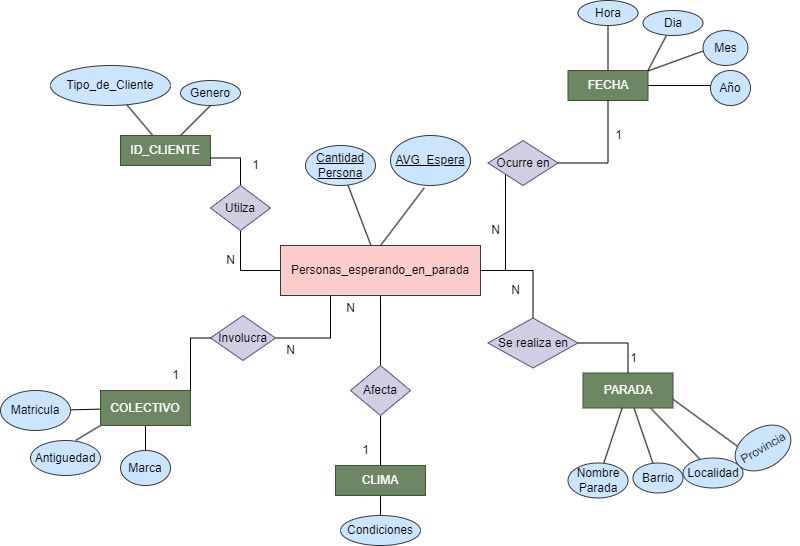 Hora
Dia
Mes
Año
FECHA
Tipo_de_Cliente
Genero
ID_CLIENTE
1
1
Cantidad
Persona
AVG_Espera
Ocurre en
Utilza
N
N
Personas_esperando_en_parada
N
N
Involucra
N
Se realiza en
1
1
Afecta
PARADA
Matricula
COLECTIVO
Antiguedad
Marca
1
CLIMA
Condiciones
Nombre
Parada
Barrio
Localidad
Provincia